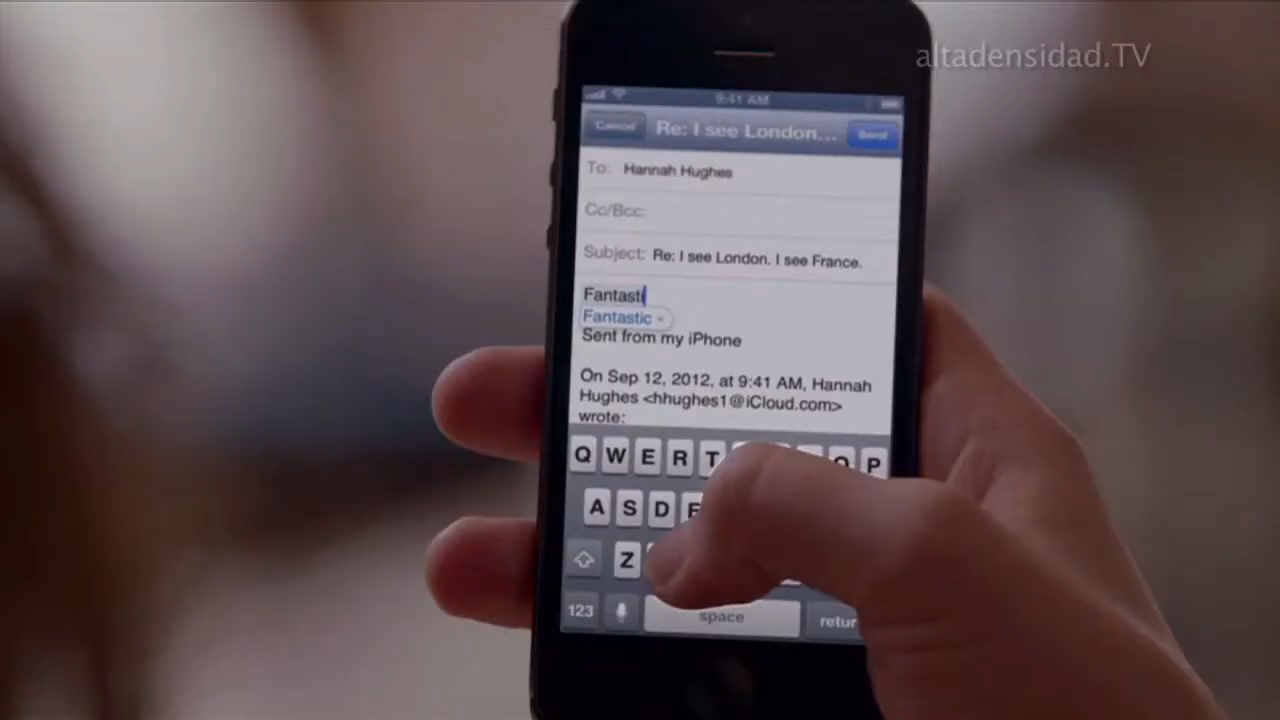 altadensidad.TV
9:41 AM
Cancel
Re: I see London...
Send
To: Hannah Hughes
Cc/Bcc:
Subject: Re: I see London. I see France.
Fantasti
Fantastic ×
Sent from my iPhone
On Sep 12, 2012, at 9:41 AM, Hannah
Hughes <hhughes1@iCloud.com>
wrote:
Q W E R T O P
A S D F
Z
123 space retur